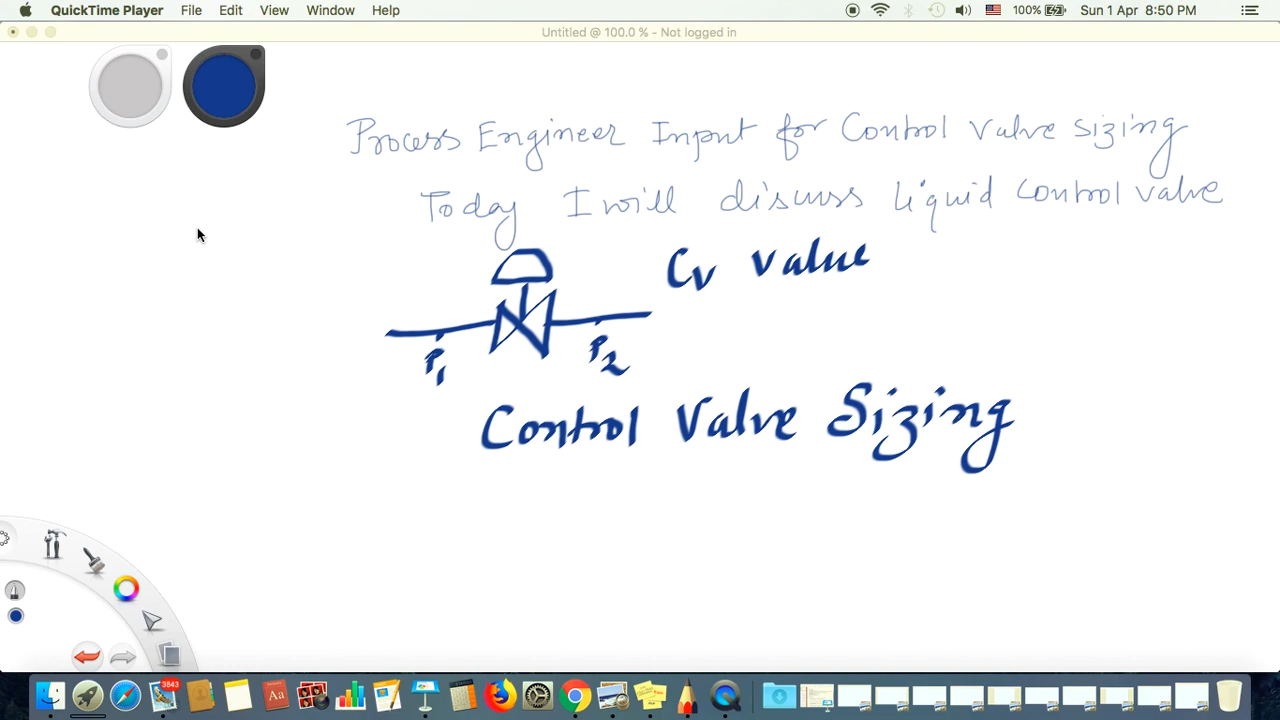 QuickTime Player File Edit View Window Help 100% Sun 1 Apr 8:50 PM
Untitled @ 100.0 % - Not logged in
Process Engineer Input for Control Valve Sizing
Today I will discuss liquid control valve
Cv value
P1 P2
Control Valve Sizing
3843
Aa